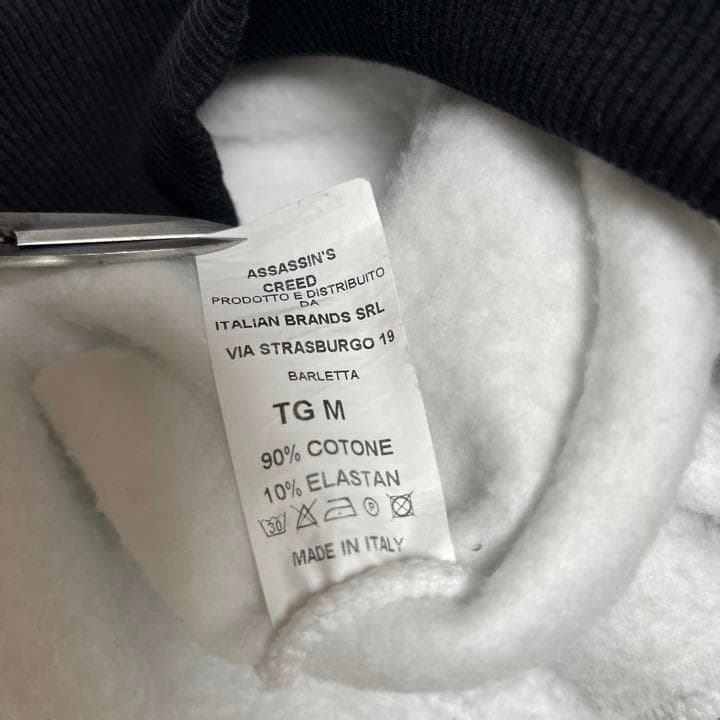 ASSASSIN'S
CREED
PRODOTTO E DISTRIBUITO
DA
ITALIAN BRANDS SRL
VIA STRASBURGO 19
BARLETTA
TG M
90% COTONE
10% ELASTAN
30 P
MADE IN ITALY